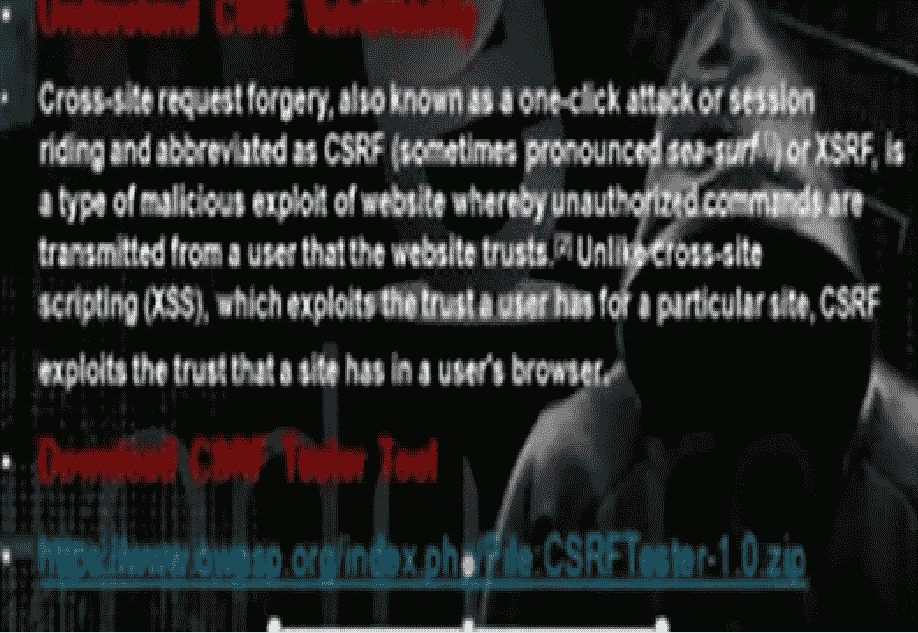 Understand CSRF Vulnerability
Cross-site request forgery, also known as a one-click attack or session
riding and abbreviated as CSRF (sometimes pronounced sea-surf[1]) or XSRF, is
a type of malicious exploit of website whereby unauthorized commands are
transmitted from a user that the website trusts.[2] Unlike cross-site
scripting (XSS), which exploits the trust a user has for a particular site, CSRF
exploits the trust that a site has in a user's browser.
Download CSRF Tester Tool
https://www.owasp.org/index.php/File:CSRFTester-1.0.zip